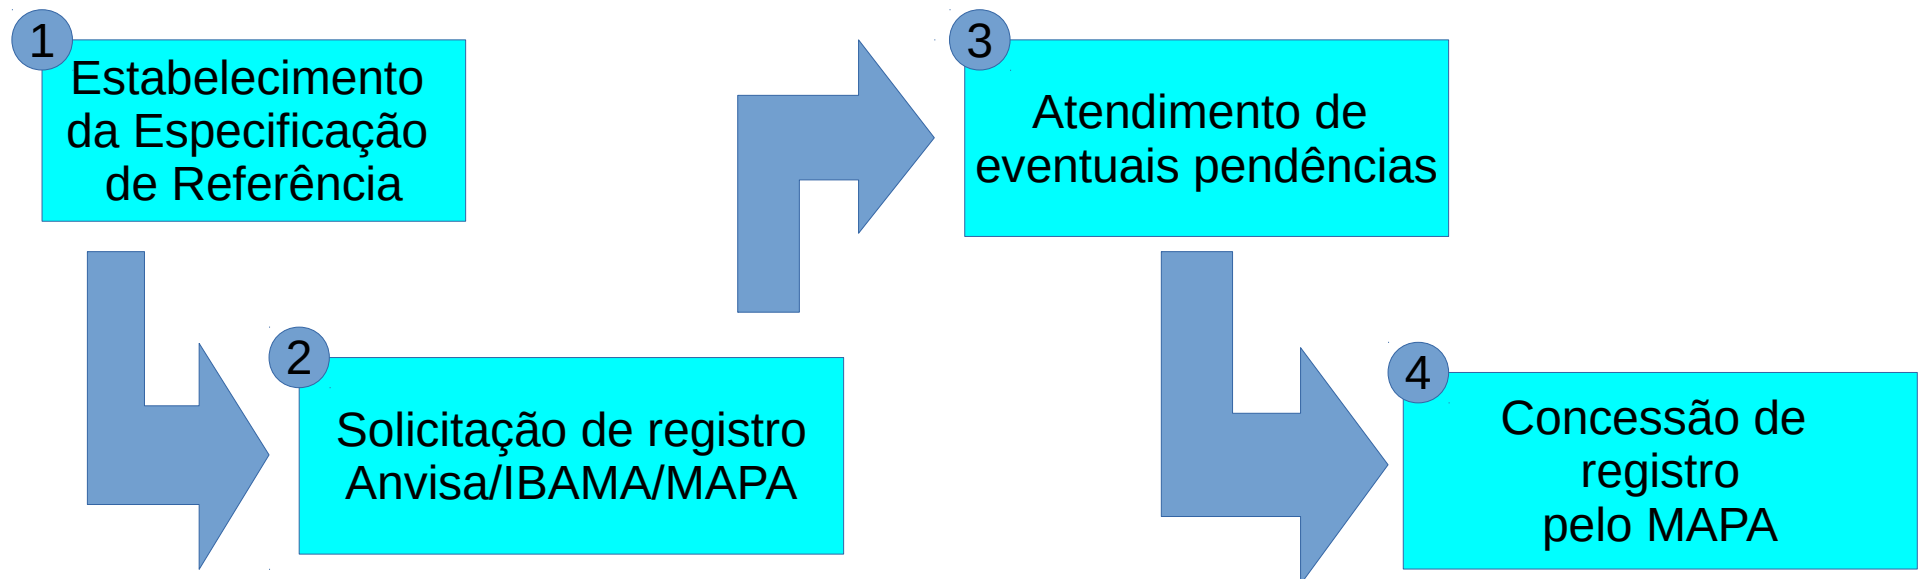 1
Estabelecimento
da Especificação
de Referência
2
Solicitação de registro
Anvisa/IBAMA/MAPA
3
Atendimento de
eventuais pendências
4
Concessão de
registro
pelo MAPA